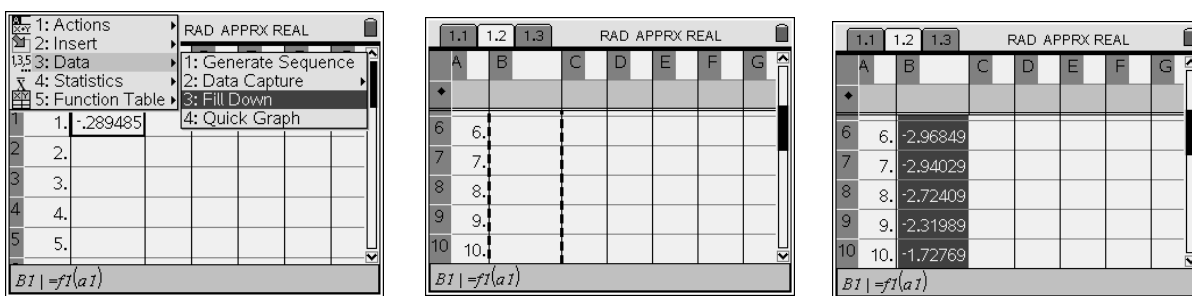 1: Actions
2: Insert
3: Data
4: Statistics
5: Function Table
RAD APPRX REAL
1: Generate Sequence
2: Data Capture
3: Fill Down
4: Quick Graph
1 1. -.289485
2 2.
3 3.
4 4.
5 5.
B1 | =f1(a1)
1.1 1.2 1.3 RAD APPRX REAL
A B C D E F G
◆
6 6.
7 7.
8 8.
9 9.
10 10.
B1 | =f1(a1)
1.1 1.2 1.3 RAD APPRX REAL
A B C D E F G
◆
6 6. -2.96849
7 7. -2.94029
8 8. -2.72409
9 9. -2.31989
10 10. -1.72769
B1 | =f1(a1)